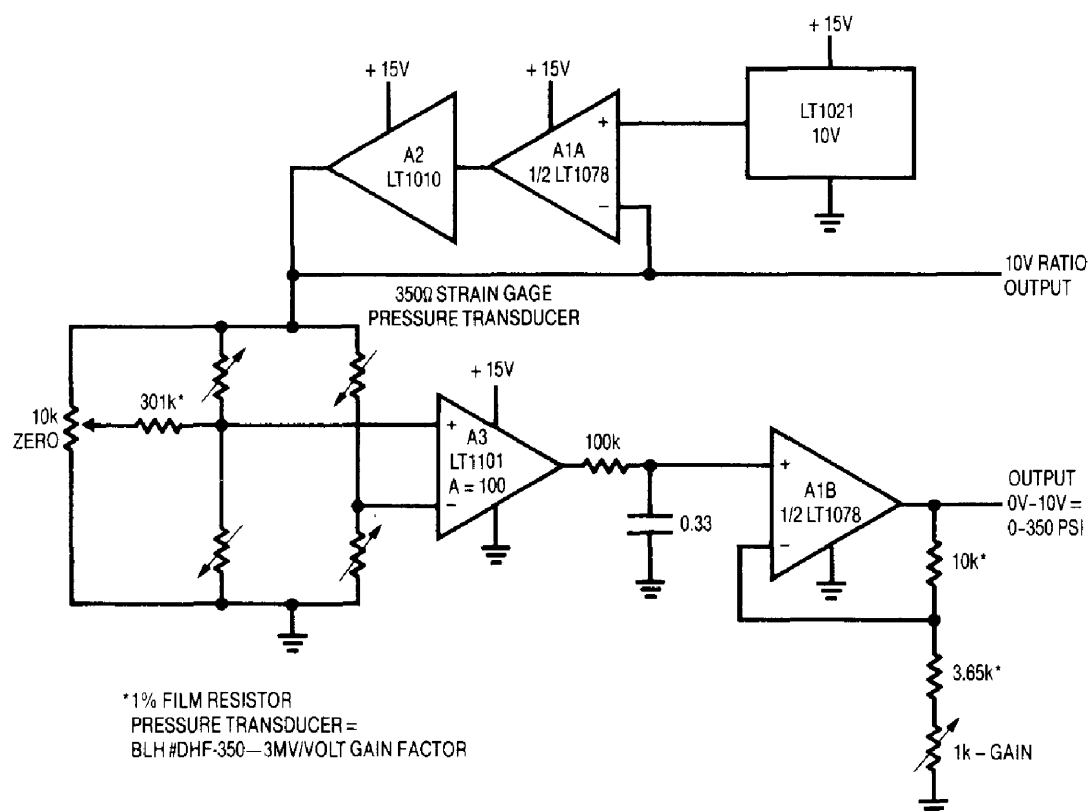 + 15V
+ 15V
+ 15V
LT1021
10V
A2
LT1010
+
A1A
1/2 LT1078
−
10V RATIO
OUTPUT
350Ω STRAIN GAGE
PRESSURE TRANSDUCER
+ 15V
10k
ZERO
301k*
+
A3
LT1101
A = 100
−
100k
0.33
+
A1B
1/2 LT1078
−
OUTPUT
0V–10V =
0–350 PSI
10k*
3.65k*
1k – GAIN
*1% FILM RESISTOR
PRESSURE TRANSDUCER =
BLH #DHF-350—3MV/VOLT GAIN FACTOR